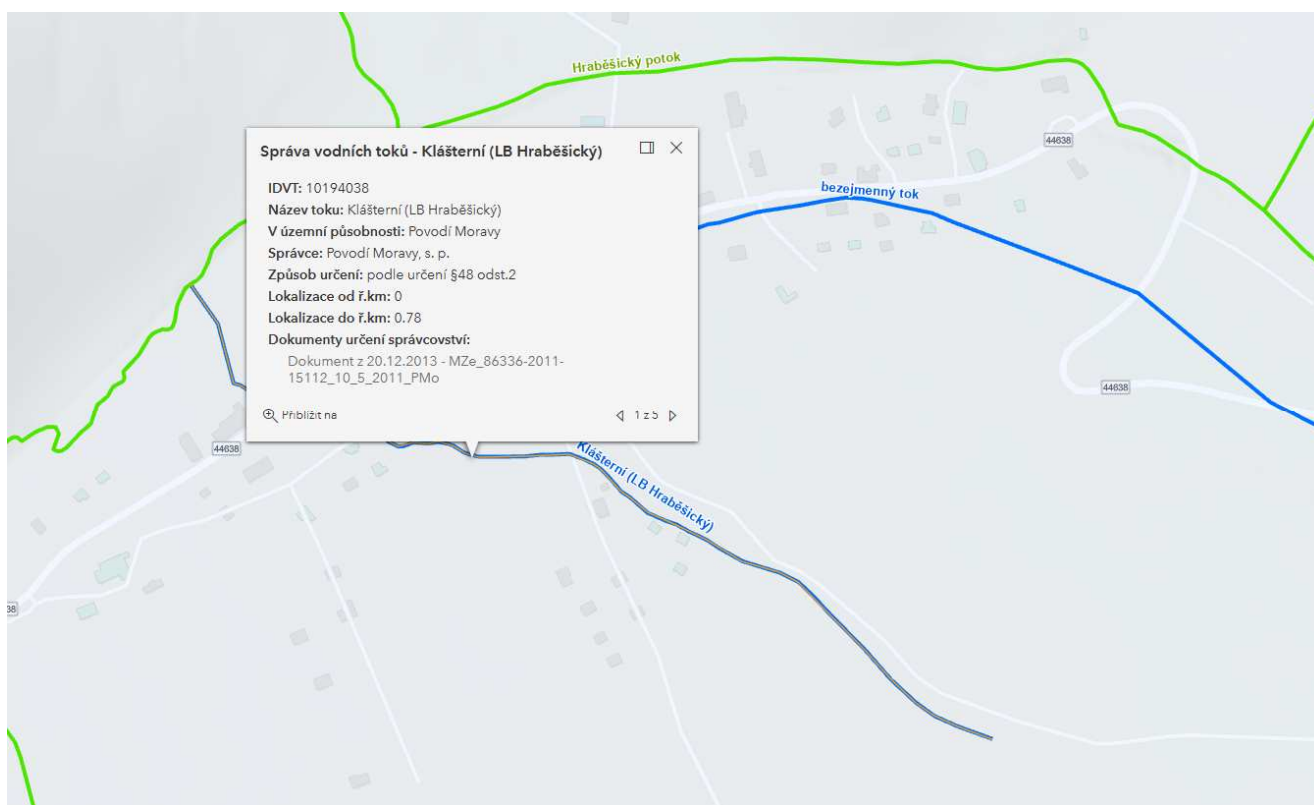 Hraběšický potok
44638
Správa vodních toků - Klášterní (LB Hraběšický)
IDVT: 10194038
Název toku: Klášterní (LB Hraběšický)
V územní působnosti: Povodí Moravy
Správce: Povodí Moravy, s. p.
Způsob určení: podle určení §48 odst.2
Lokalizace od ř.km: 0
Lokalizace do ř.km: 0.78
Dokumenty určení správcovství:
Dokument z 20.12.2013 - MZe_86336-2011-
15112_10_5_2011_PMo
Přiblížit na
1 z 5
bezejmenný tok
44638
44638
Klášterní (LB Hraběšický)
38